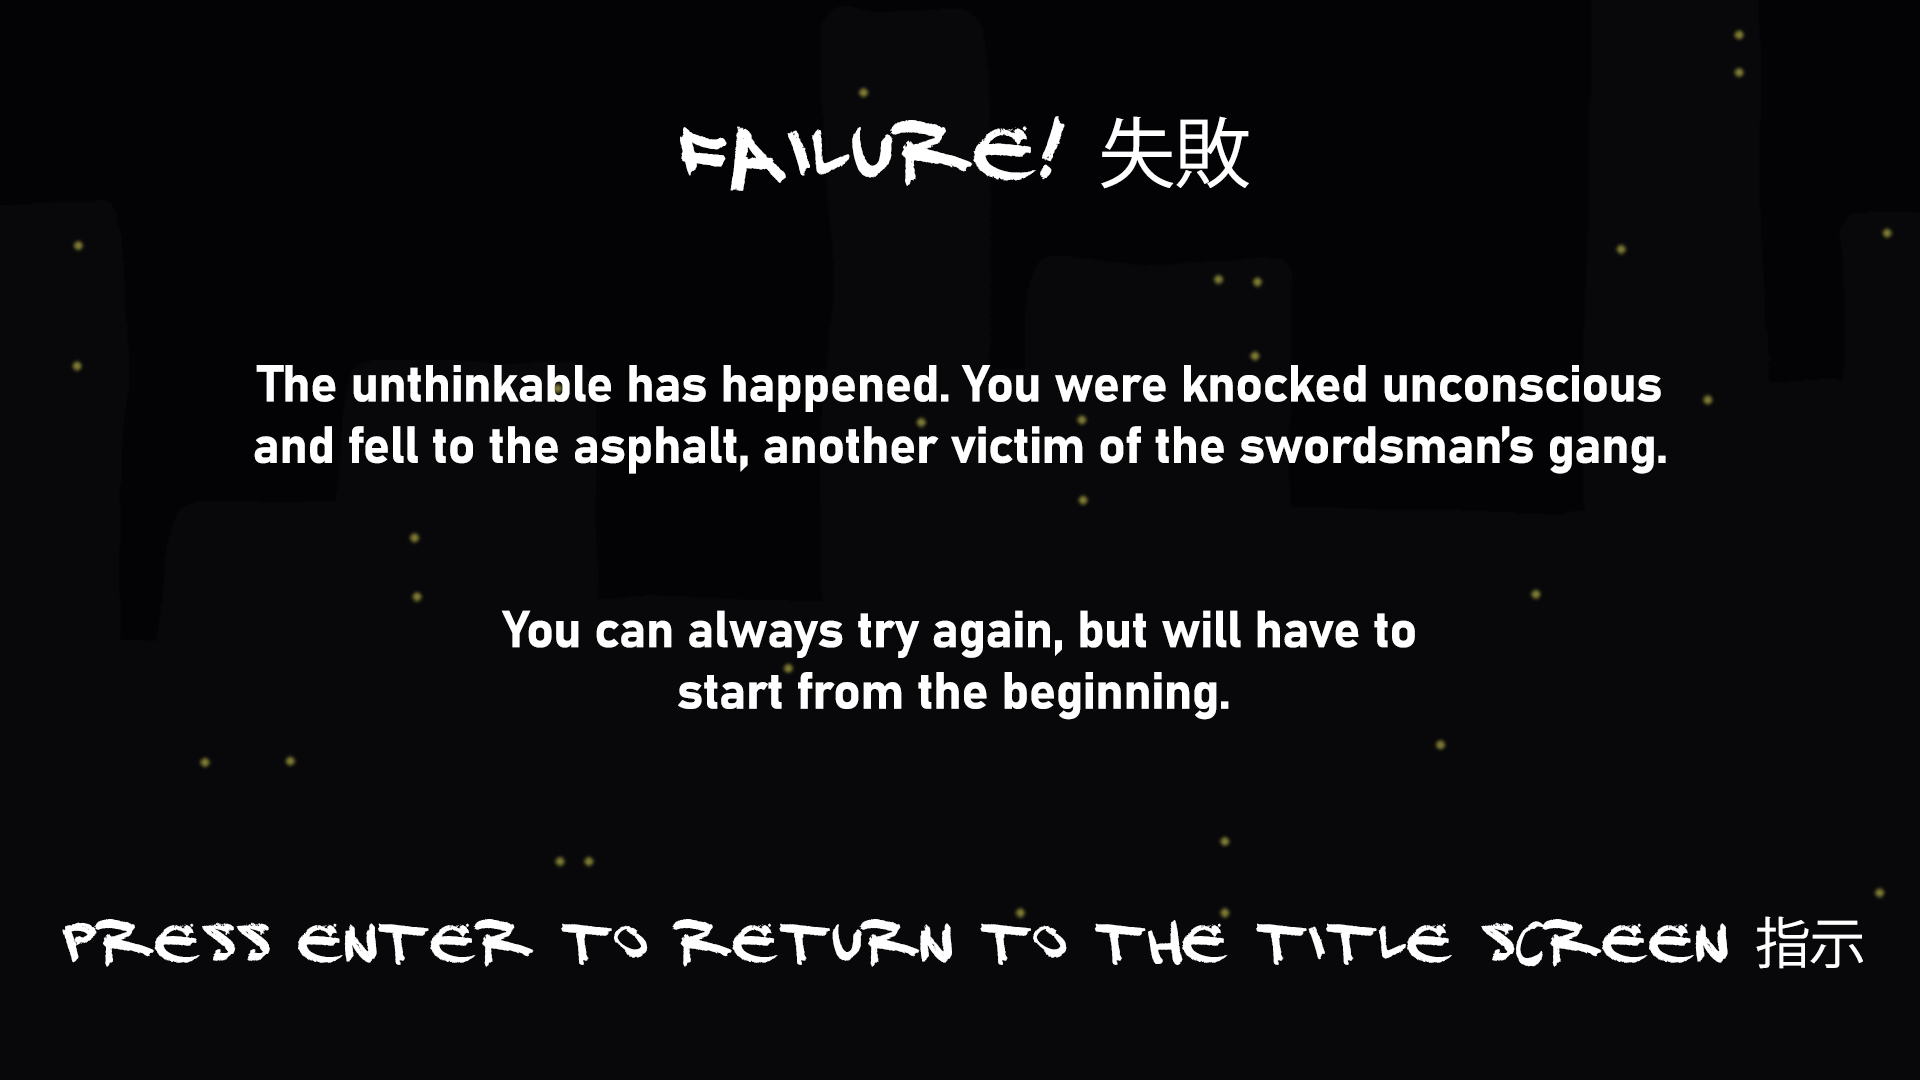 FAILURE! 失敗
The unthinkable has happened. You were knocked unconscious
and fell to the asphalt, another victim of the swordsman’s gang.
You can always try again, but will have to
start from the beginning.
PRESS ENTER TO RETURN TO THE TITLE SCREEN 指示